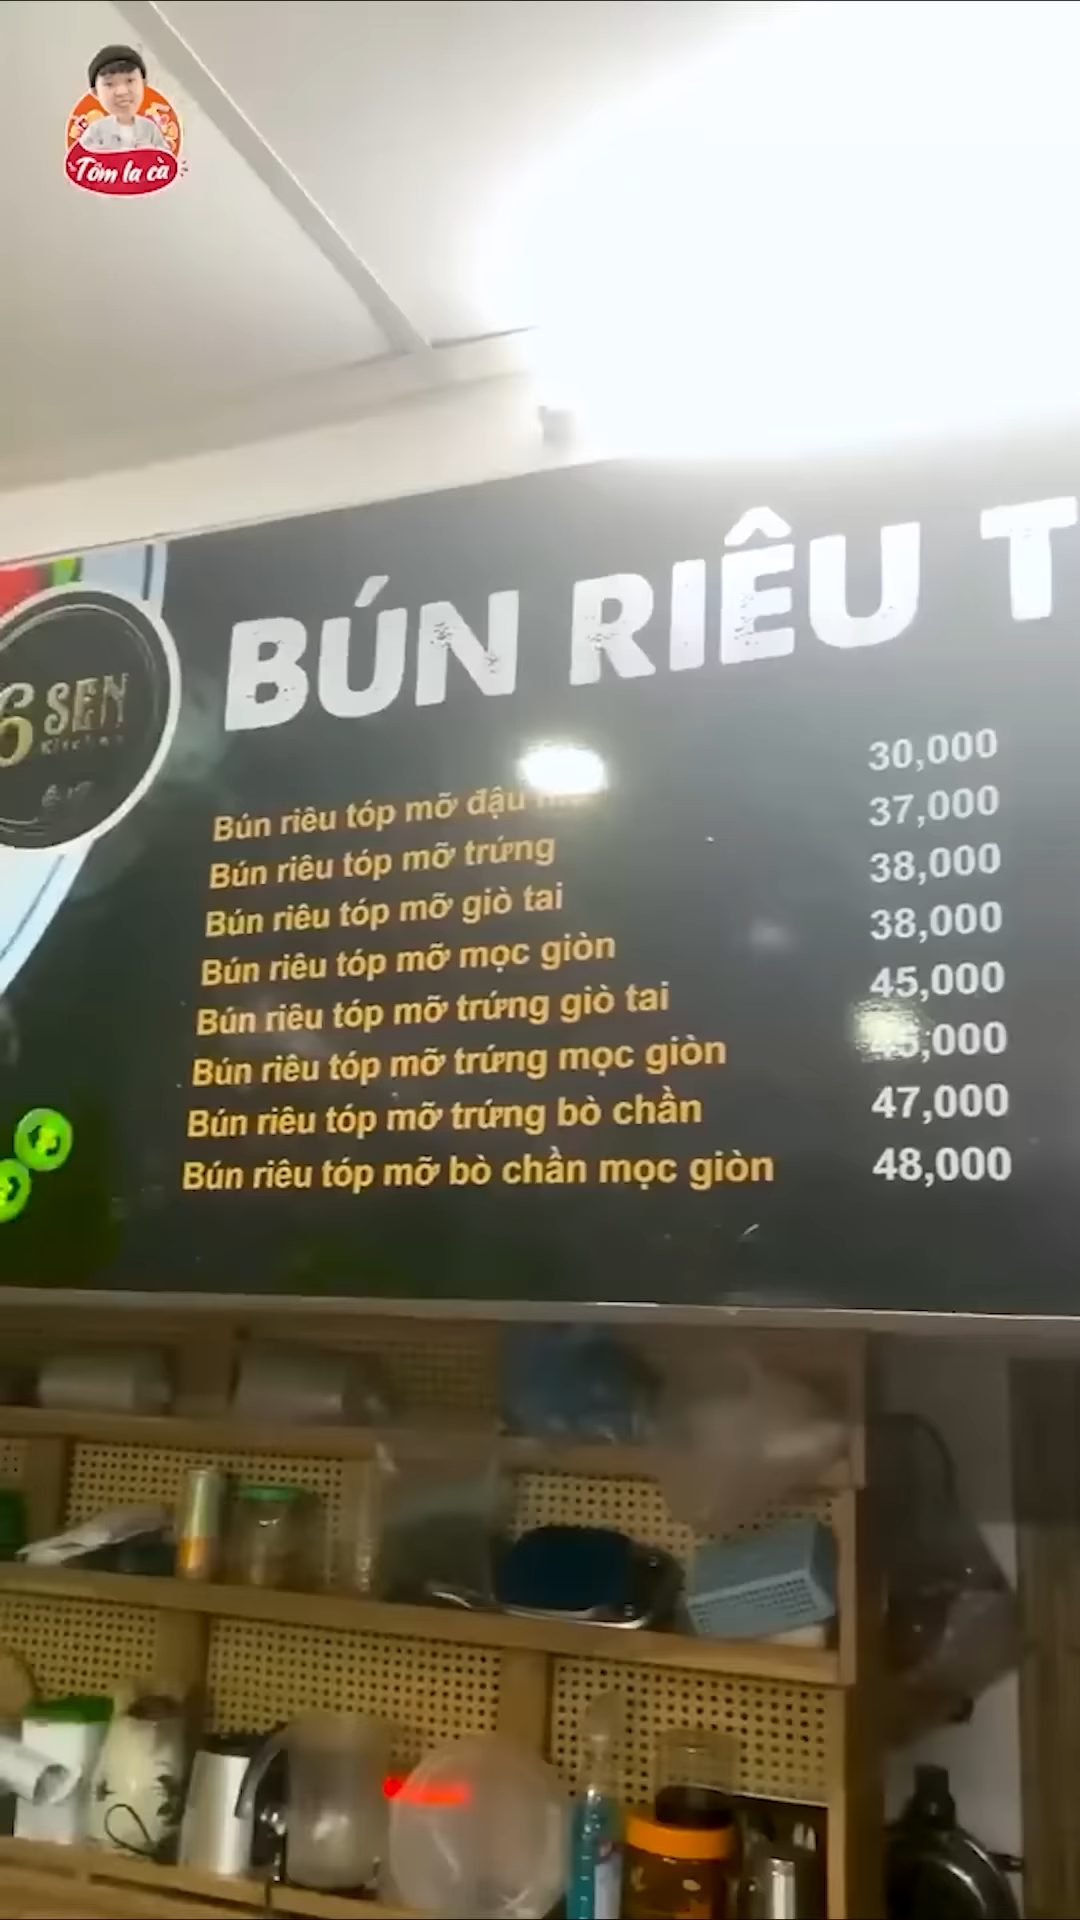 Tôm la cà
BÚN RIÊU T
6 SEN
Kitchen
30,000
Bún riêu tóp mỡ đậu
37,000
Bún riêu tóp mỡ trứng
38,000
Bún riêu tóp mỡ giò tai
38,000
Bún riêu tóp mỡ mọc giòn
45,000
Bún riêu tóp mỡ trứng giò tai
,000
Bún riêu tóp mỡ trứng mọc giòn
47,000
Bún riêu tóp mỡ trứng bò chần
48,000
Bún riêu tóp mỡ bò chần mọc giòn